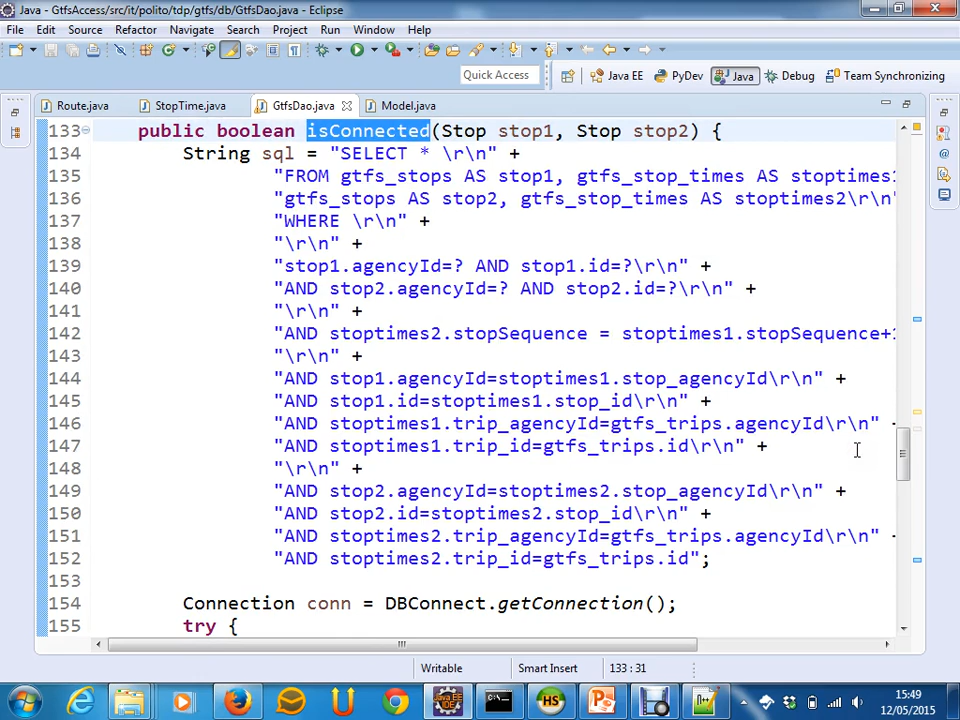 Java - GtfsAccess/src/it/polito/tdp/gtfs/db/GtfsDao.java - Eclipse
File Edit Source Refactor Navigate Search Project Run Window Help
Quick Access Java EE PyDev Java Debug Team Synchronizing
Route.java StopTime.java GtfsDao.java Model.java
133 public boolean isConnected(Stop stop1, Stop stop2) {
134 String sql = "SELECT * \r\n" +
135 "FROM gtfs_stops AS stop1, gtfs_stop_times AS stoptimes1
136 "gtfs_stops AS stop2, gtfs_stop_times AS stoptimes2\r\n"
137 "WHERE \r\n" +
138 "\r\n" +
139 "stop1.agencyId=? AND stop1.id=?\r\n" +
140 "AND stop2.agencyId=? AND stop2.id=?\r\n" +
141 "\r\n" +
142 "AND stoptimes2.stopSequence = stoptimes1.stopSequence+1
143 "\r\n" +
144 "AND stop1.agencyId=stoptimes1.stop_agencyId\r\n" +
145 "AND stop1.id=stoptimes1.stop_id\r\n" +
146 "AND stoptimes1.trip_agencyId=gtfs_trips.agencyId\r\n" +
147 "AND stoptimes1.trip_id=gtfs_trips.id\r\n" +
148 "\r\n" +
149 "AND stop2.agencyId=stoptimes2.stop_agencyId\r\n" +
150 "AND stop2.id=stoptimes2.stop_id\r\n" +
151 "AND stoptimes2.trip_agencyId=gtfs_trips.agencyId\r\n" +
152 "AND stoptimes2.trip_id=gtfs_trips.id";
153
154 Connection conn = DBConnect.getConnection();
155 try {
Writable Smart Insert 133 : 31
15:49
12/05/2015